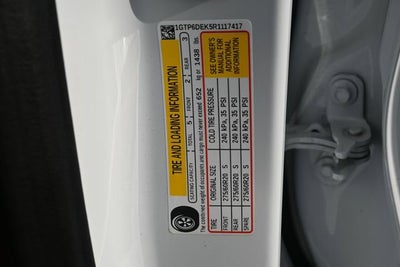 1GTP6DEK5R1117417
TIRE AND LOADING INFORMATION
SEATING CAPACITY TOTAL 5 FRONT 2 REAR 3
The combined weight of occupants and cargo must never exceed 652 kg or 1438 lbs.
TIRE ORIGINAL SIZE COLD TIRE PRESSURE
FRONT 275/60R20 S 240 kPa, 35 PSI
REAR 275/60R20 S 240 kPa, 35 PSI
SPARE 275/60R20 S 240 kPa, 35 PSI
SEE OWNER'S
MANUAL FOR
ADDITIONAL
INFORMATION